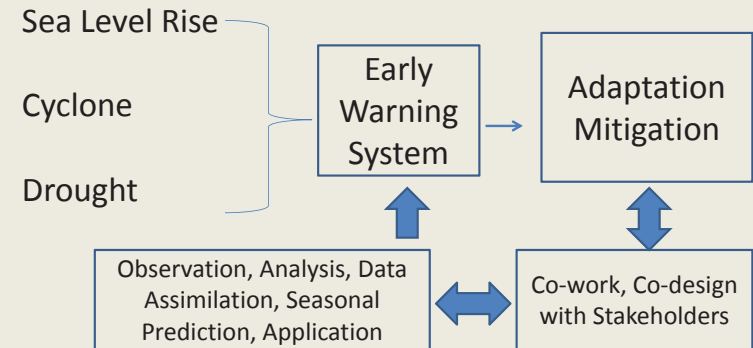 Sea Level Rise
Cyclone
Drought
Early
Warning
System
Adaptation
Mitigation
Observation, Analysis, Data
Assimilation, Seasonal
Prediction, Application
Co-work, Co-design
with Stakeholders